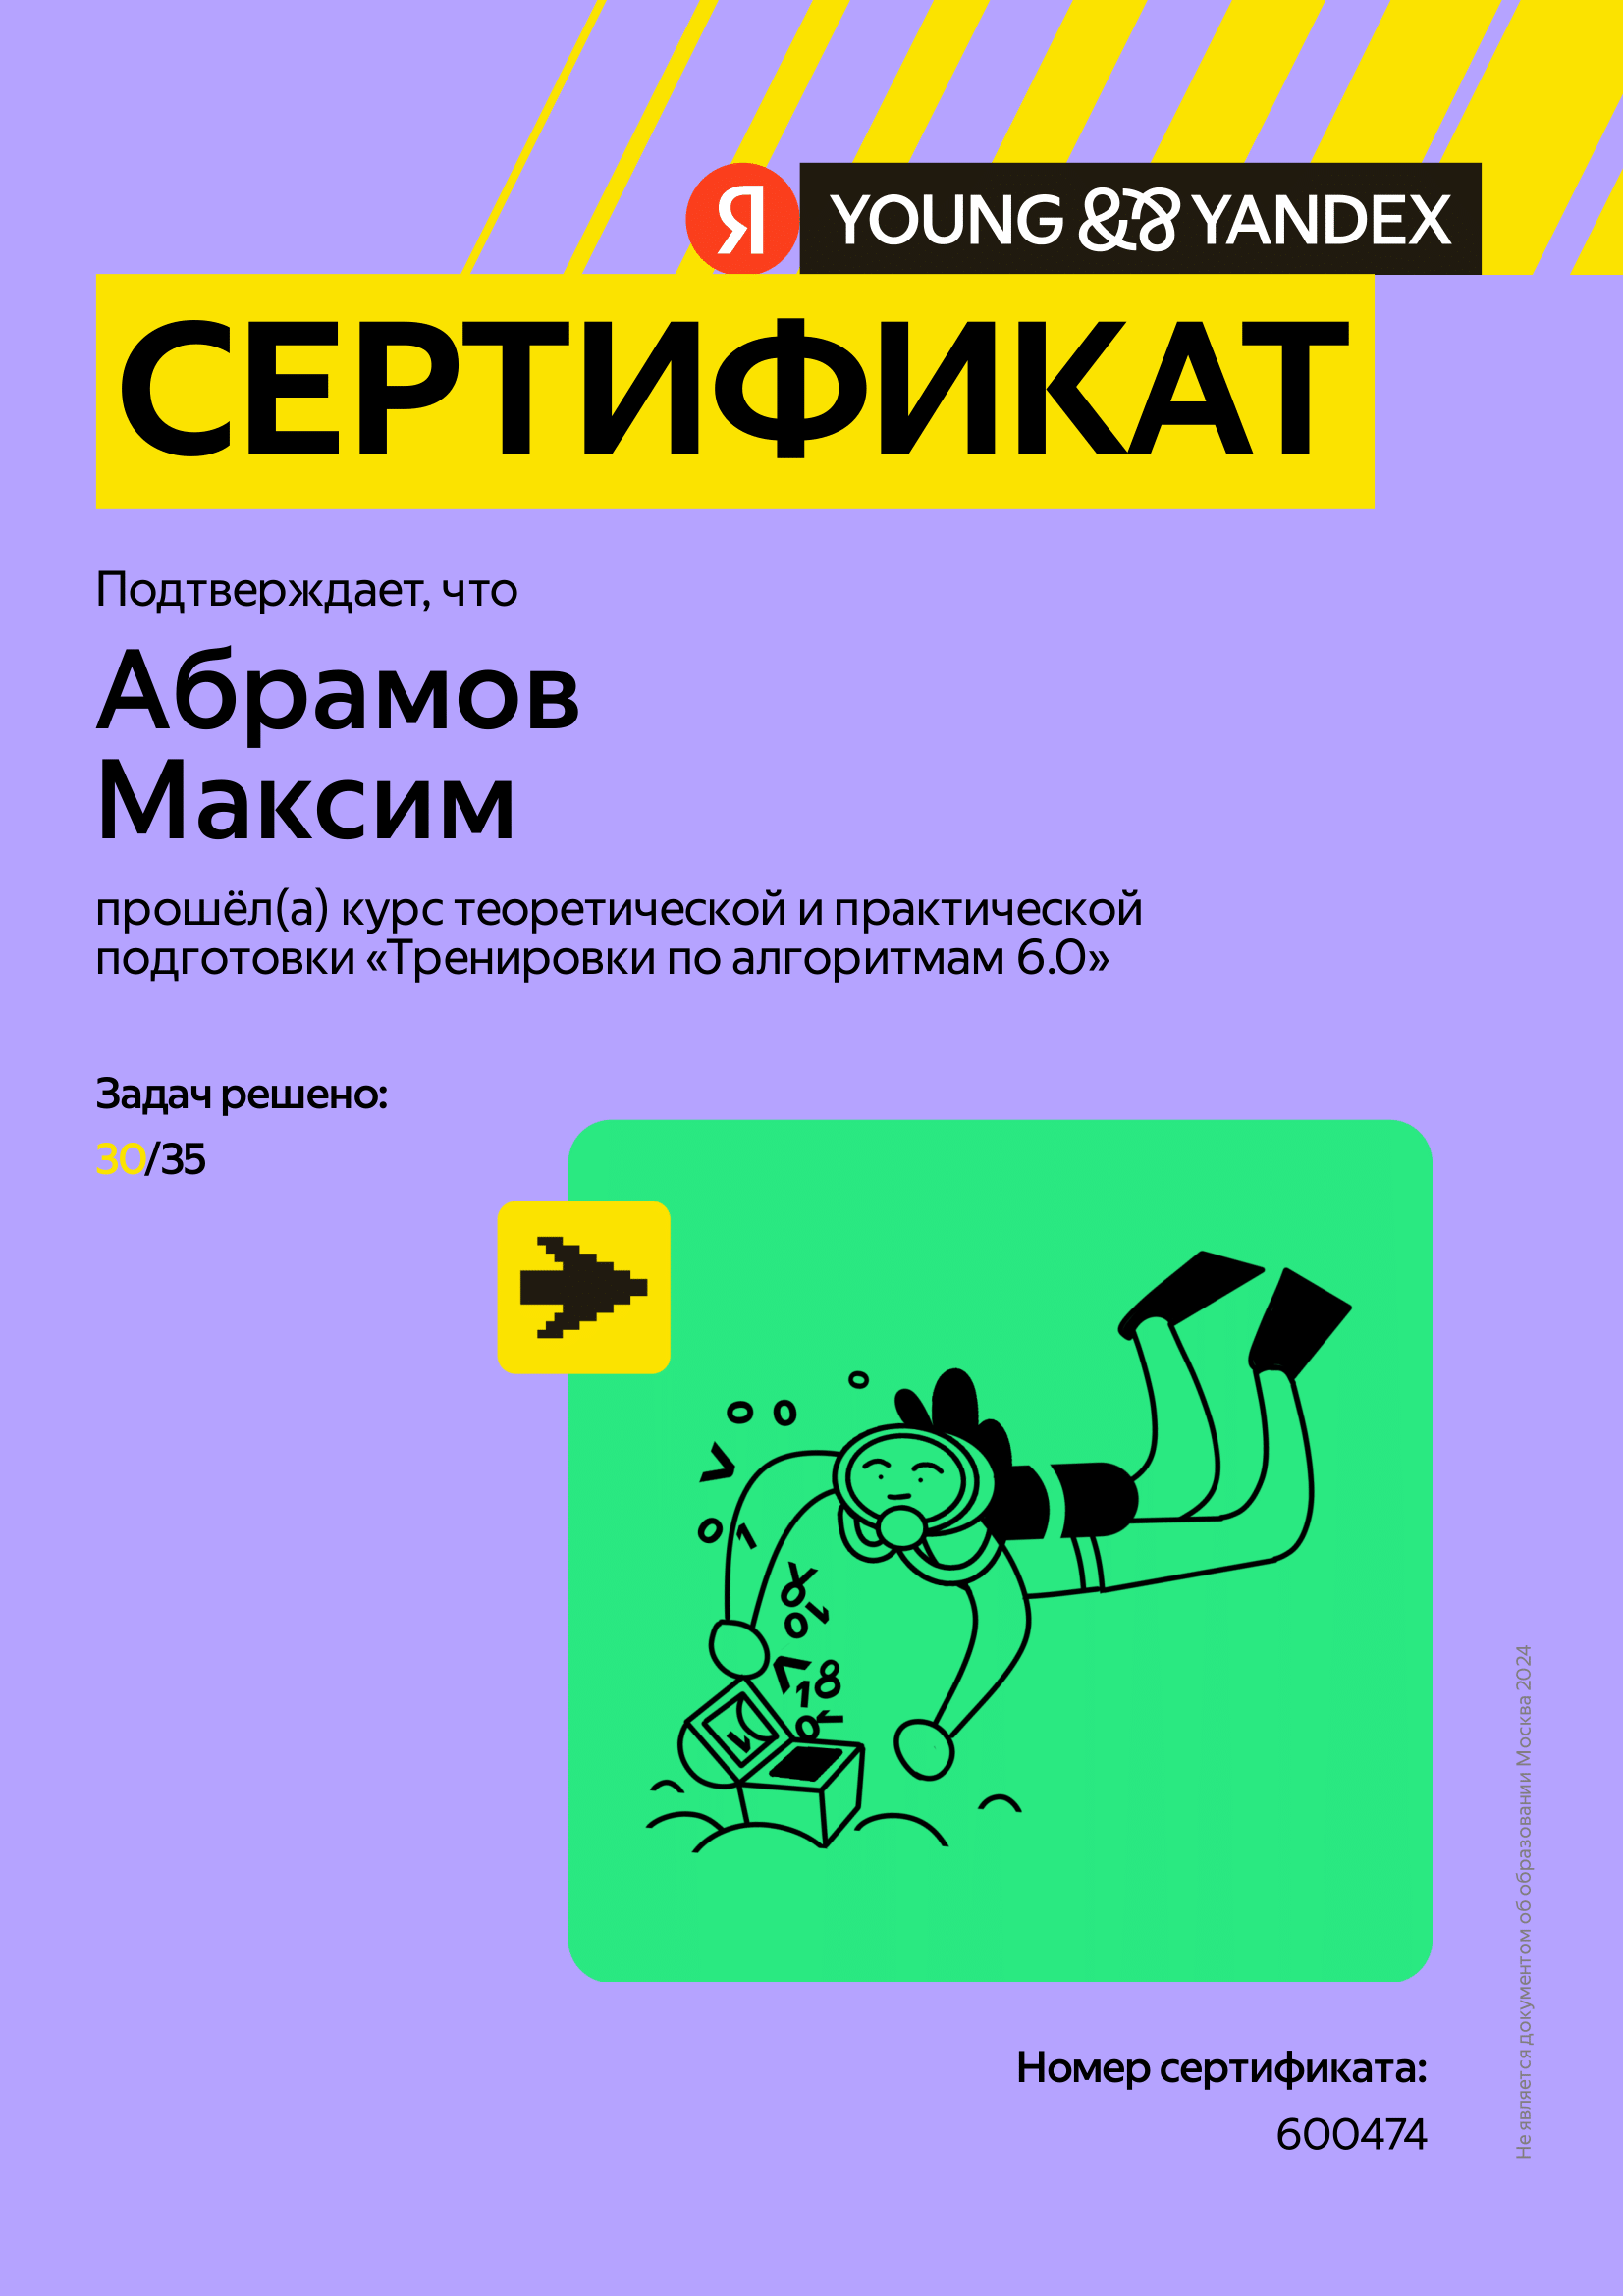 Я YOUNG && YANDEX
СЕРТИФИКАТ
Подтверждает, что
Абрамов
Максим
прошёл(а) курс теоретической и практической
подготовки «Тренировки по алгоритмам 6.0»
Задач решено:
30/35
Номер сертификата:
600474
Не является документом об образовании Москва 2024